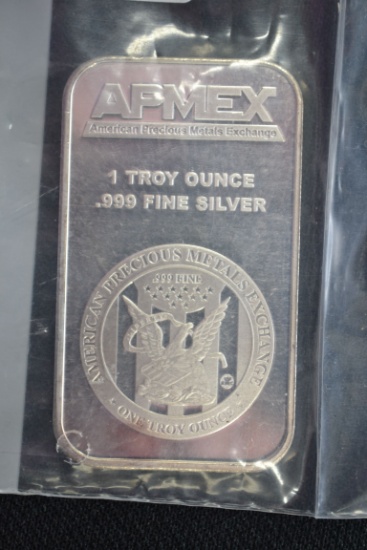 APMEX
American Precious Metals Exchange
1 TROY OUNCE
.999 FINE SILVER
AMERICAN PRECIOUS METALS EXCHANGE
.999 FINE
ONE TROY OUNCE